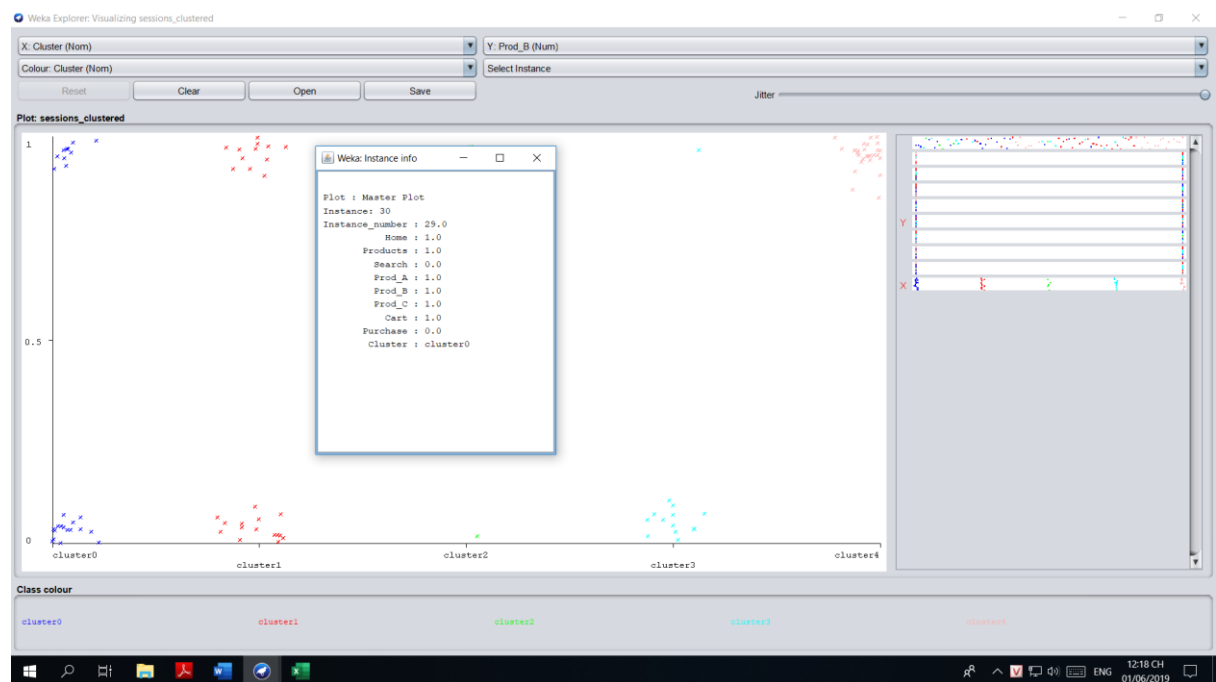 Weka Explorer: Visualizing sessions_clustered
X: Cluster (Nom) Y: Prod_B (Num)
Colour: Cluster (Nom) Select Instance
Reset Clear Open Save Jitter
Plot: sessions_clustered
1
Weka: Instance info
Plot : Master Plot
Instance: 30
Instance_number : 29.0
Home : 1.0
Products : 1.0
Search : 0.0
Prod_A : 1.0
Prod_B : 1.0
Prod_C : 1.0
Cart : 1.0
Purchase : 0.0
Cluster : cluster0
Y
X
0.5
0
cluster0 cluster1 cluster2 cluster3 cluster4
Class colour
cluster0 cluster1 cluster2 cluster3 cluster4
ENG 12:18 CH
01/06/2019